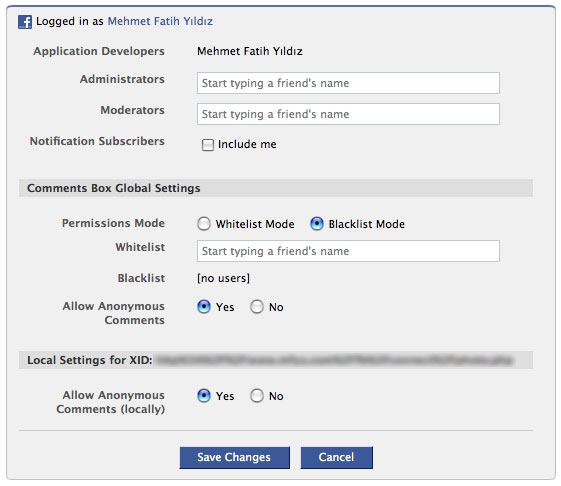 Logged in as Mehmet Fatih Yıldız
Application Developers Mehmet Fatih Yıldız
Administrators Start typing a friend's name
Moderators Start typing a friend's name
Notification Subscribers Include me
Comments Box Global Settings
Permissions Mode Whitelist Mode Blacklist Mode
Whitelist Start typing a friend's name
Blacklist [no users]
Allow Anonymous Yes No
Comments
Local Settings for XID:
Allow Anonymous Yes No
Comments (locally)
Save Changes Cancel